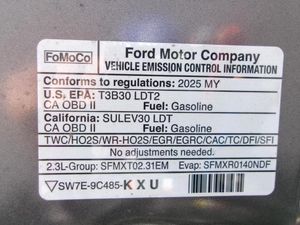 FoMoCo
Ford Motor Company
VEHICLE EMISSION CONTROL INFORMATION
Conforms to regulations: 2025 MY
U.S. EPA: T3B30 LDT2
CA OBD II Fuel: Gasoline
California: SULEV30 LDT
CA OBD II Fuel: Gasoline
TWC/HO2S/WR-HO2S/EGR/EGRC/CAC/TC/DFI/SFI
No adjustments needed.
2.3L-Group: SFMXT02.31EM Evap: SFMXR0140NDF
SW7E-9C485-KXU